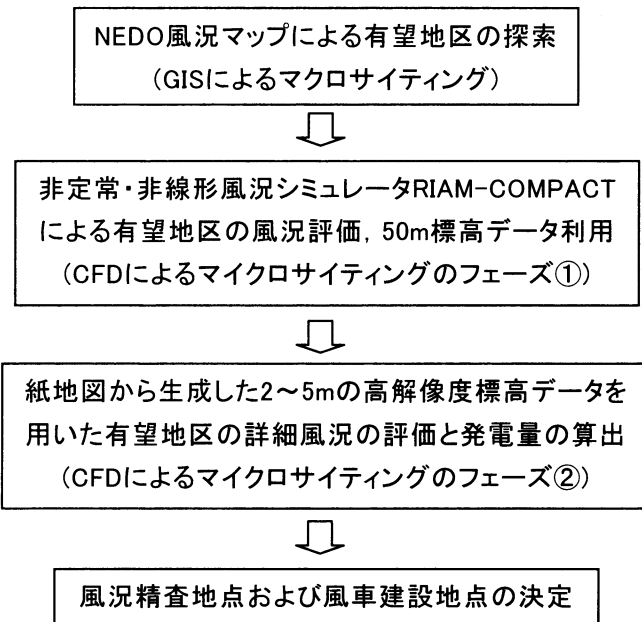 NEDO風況マップによる有望地区の探索
(GISによるマクロサイティング)
非定常・非線形風況シミュレータRIAM-COMPACT
による有望地区の風況評価, 50m標高データ利用
(CFDによるマイクロサイティングのフェーズ①)
紙地図から生成した2～5mの高解像度標高データを
用いた有望地区の詳細風況の評価と発電量の算出
(CFDによるマイクロサイティングのフェーズ②)
風況精査地点および風車建設地点の決定